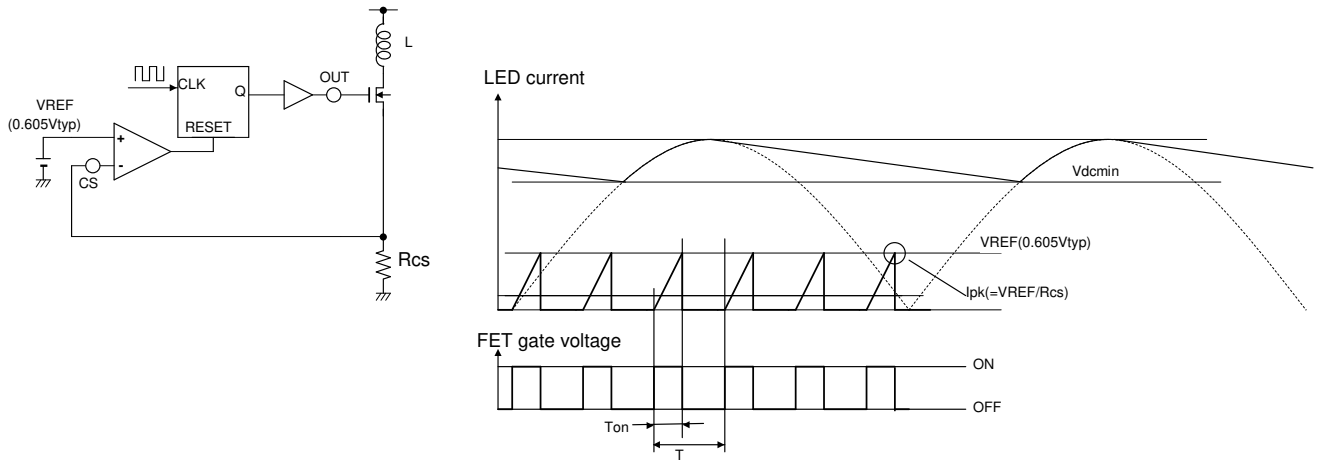 L
CLK
Q
OUT
VREF
(0.605Vtyp)
RESET
+
-
CS
Rcs
LED current
Vdcmin
VREF(0.605Vtyp)
Ipk(=VREF/Rcs)
FET gate voltage
ON
OFF
Ton
T